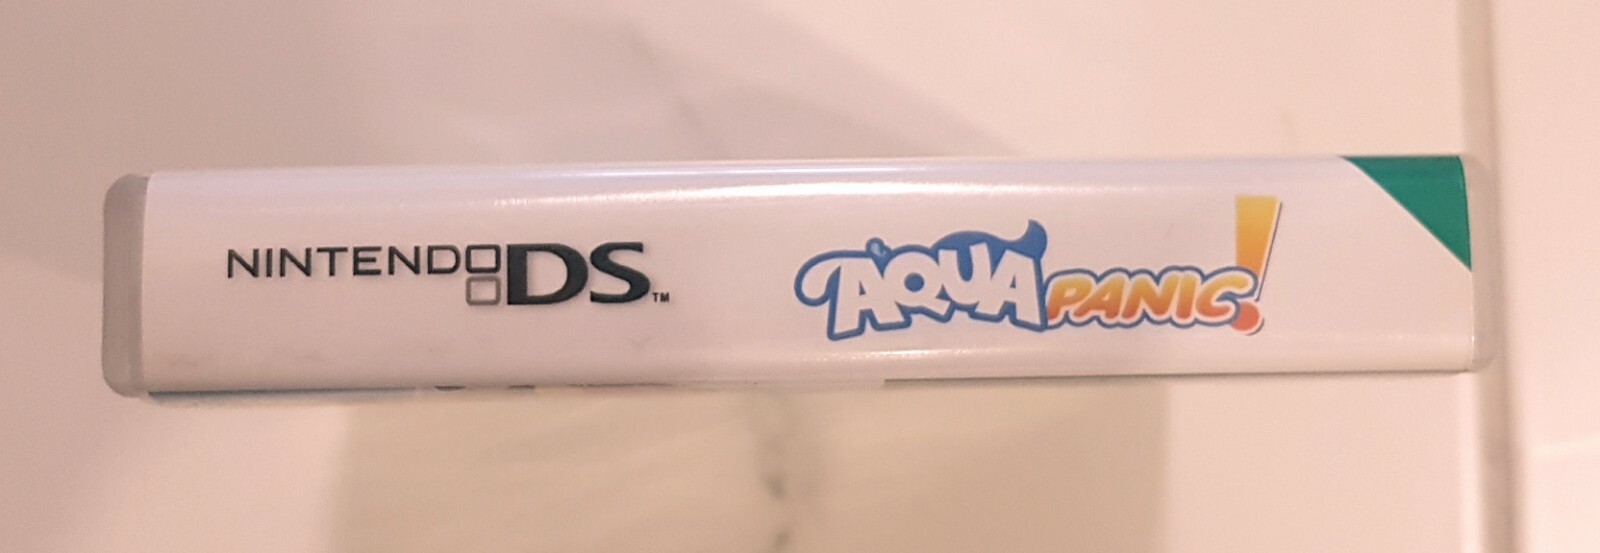 NINTENDO DS™
AQUA PANIC!